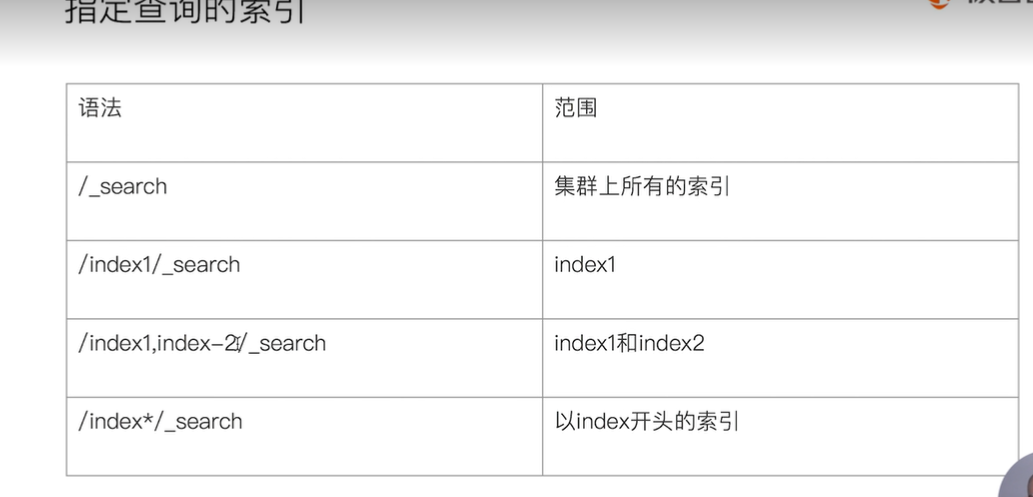 指定查询的索引
语法
范围
/_search
集群上所有的索引
/index1/_search
index1
/index1,index-2/_search
index1和index2
/index*/_search
以index开头的索引